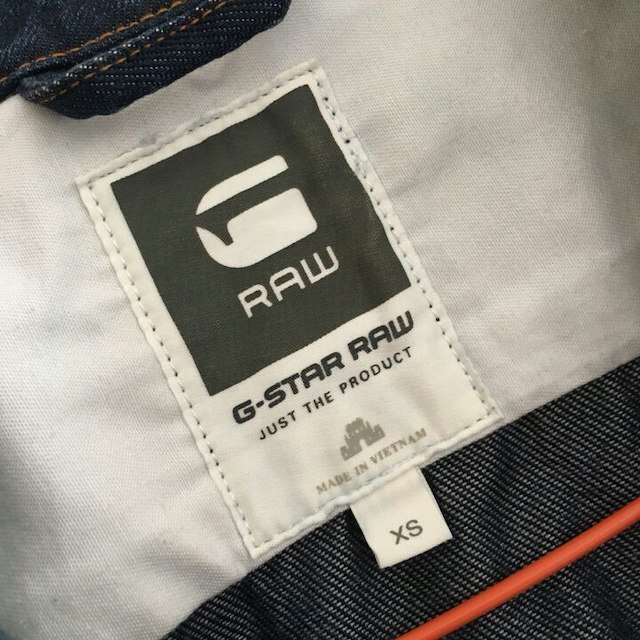 RAW
G-STAR RAW
JUST THE PRODUCT
MADE IN VIETNAM
XS